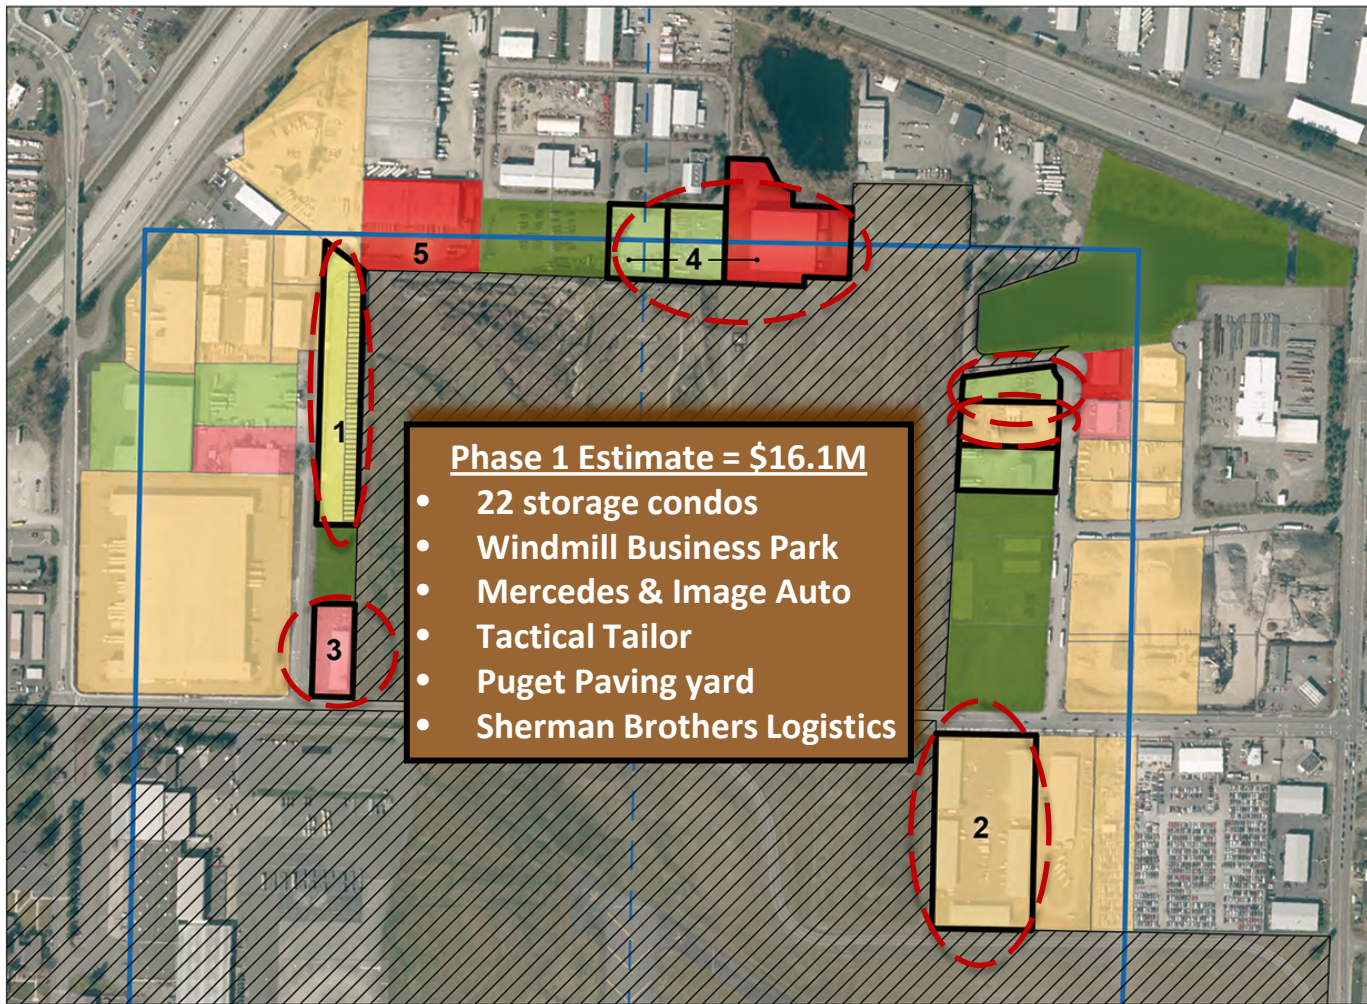 5
4
1
Phase 1 Estimate = $16.1M
• 22 storage condos
• Windmill Business Park
• Mercedes & Image Auto
• Tactical Tailor
• Puget Paving yard
• Sherman Brothers Logistics
3
2